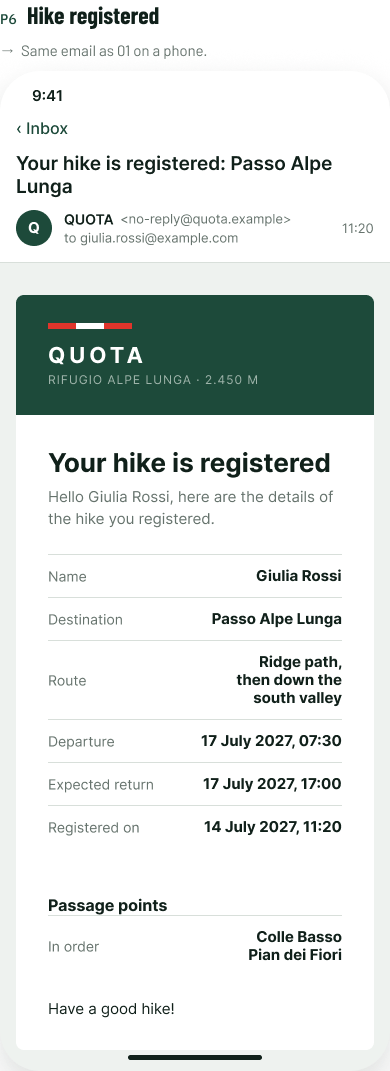 P6 Hike registered
→ Same email as 01 on a phone.
9:41
‹ Inbox
Your hike is registered: Passo Alpe
Lunga
Q
QUOTA <no-reply@quota.example>
to giulia.rossi@example.com
11:20
QUOTA
RIFUGIO ALPE LUNGA · 2.450 M
Your hike is registered
Hello Giulia Rossi, here are the details of
the hike you registered.
Name Giulia Rossi
Destination Passo Alpe Lunga
Route Ridge path,
then down the
south valley
Departure 17 July 2027, 07:30
Expected return 17 July 2027, 17:00
Registered on 14 July 2027, 11:20
Passage points
In order Colle Basso
Pian dei Fiori
Have a good hike!